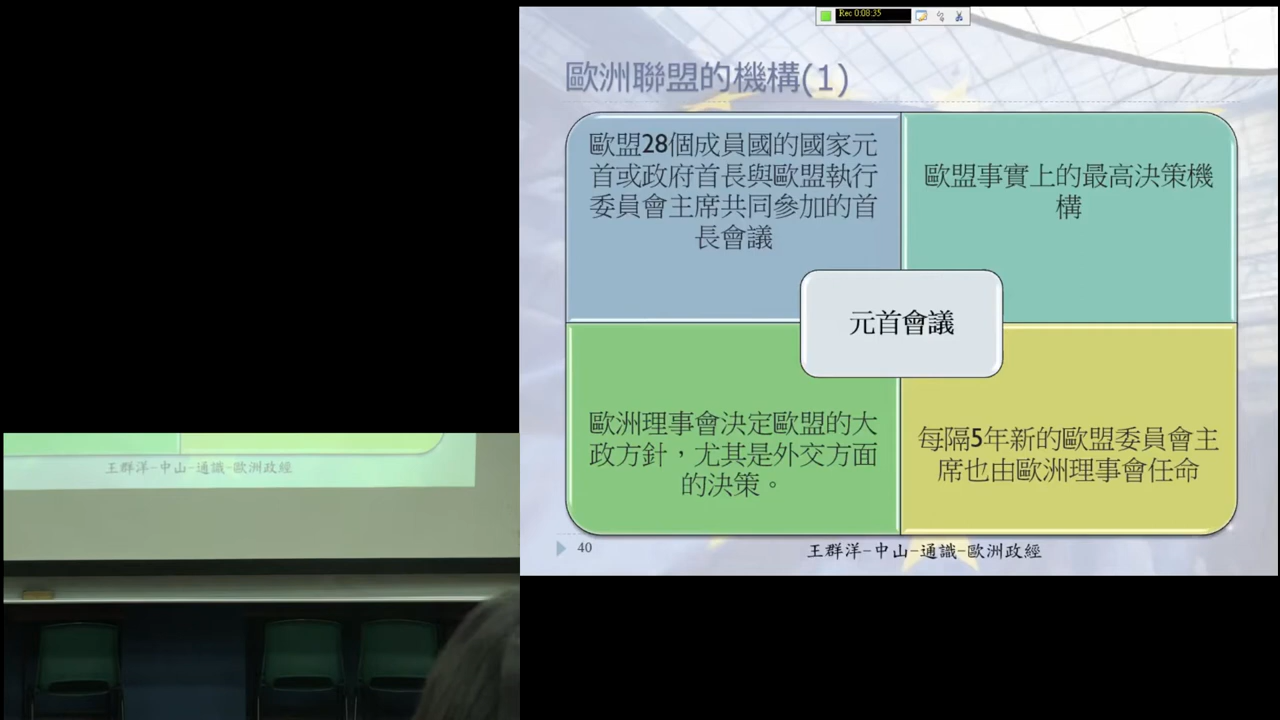 Rec 0:08:35
歐洲聯盟的機構(1)
歐盟28個成員國的國家元
首或政府首長與歐盟執行
委員會主席共同參加的首
長會議
歐盟事實上的最高決策機
構
元首會議
歐洲理事會決定歐盟的大
政方針，尤其是外交方面
的決策。
每隔5年新的歐盟委員會主
席也由歐洲理事會任命
40
王群洋-中山-通識-歐洲政經
王群洋-中山-通識-歐洲政經